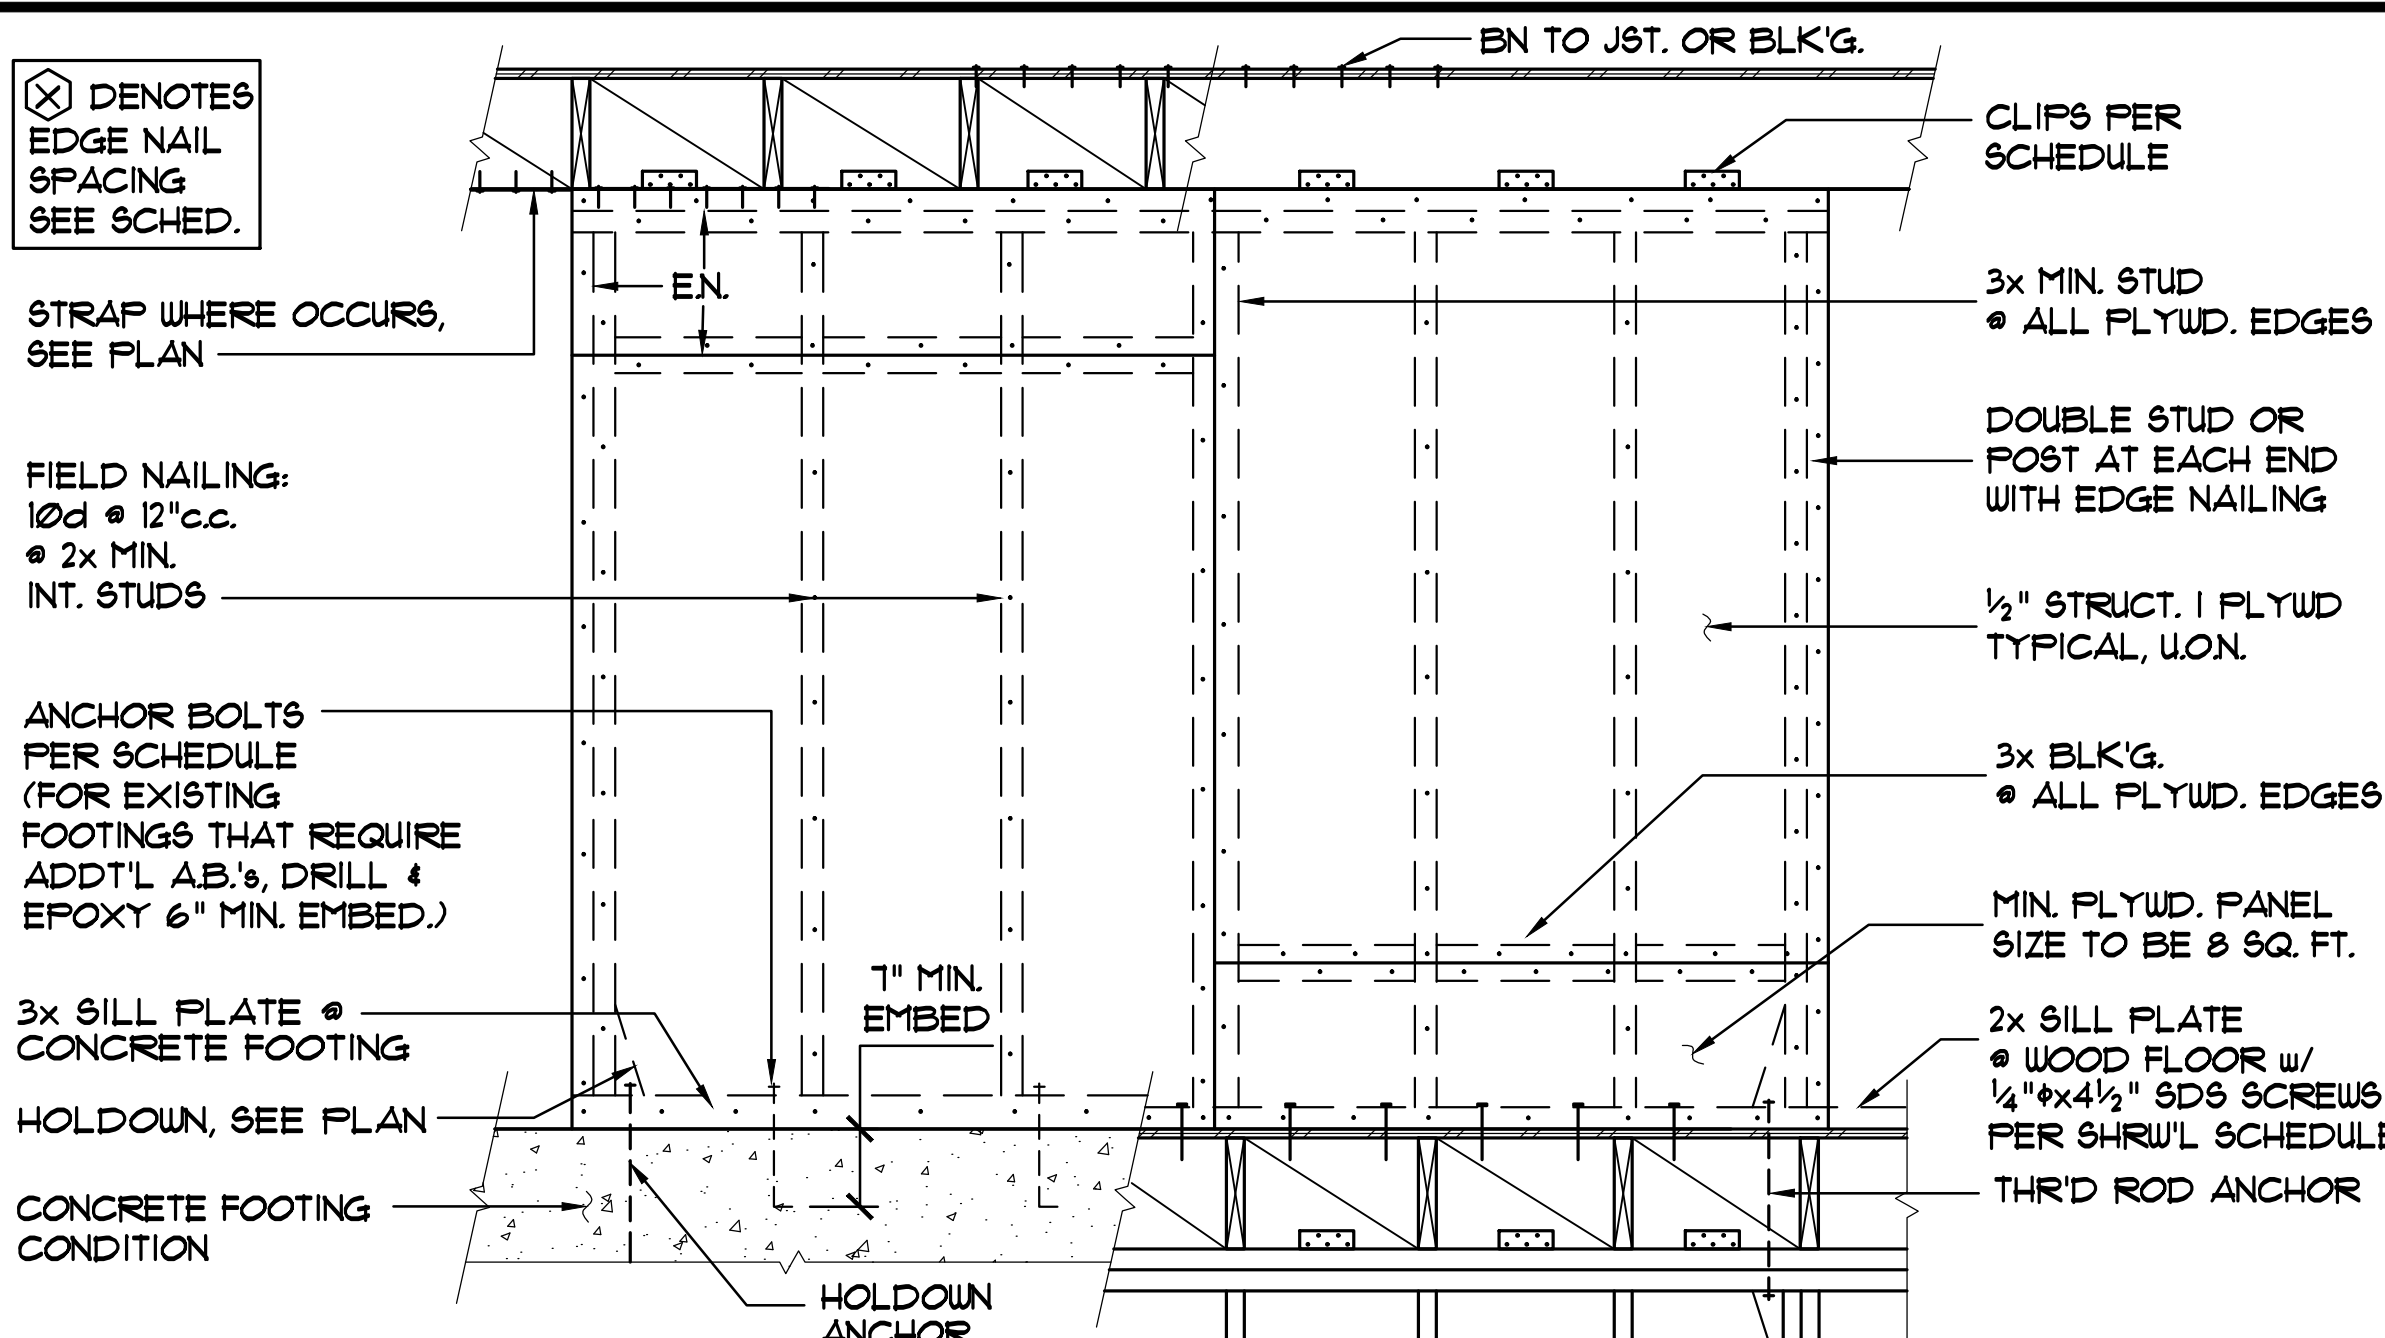 BN TO JST. OR BLK'G.
DENOTES
EDGE NAIL
SPACING
SEE SCHED.
CLIPS PER
SCHEDULE
STRAP WHERE OCCURS,
SEE PLAN
E.N.
3x MIN. STUD
@ ALL PLYWD. EDGES
DOUBLE STUD OR
POST AT EACH END
WITH EDGE NAILING
FIELD NAILING:
10d @ 12"c.c.
@ 2x MIN.
INT. STUDS
½" STRUCT. I PLYWD
TYPICAL, U.O.N.
ANCHOR BOLTS
PER SCHEDULE
(FOR EXISTING
FOOTINGS THAT REQUIRE
ADDT'L A.B.'s, DRILL &
EPOXY 6" MIN. EMBED.)
3x BLK'G.
@ ALL PLYWD. EDGES
MIN. PLYWD. PANEL
SIZE TO BE 8 SQ. FT.
7" MIN.
EMBED
3x SILL PLATE @
CONCRETE FOOTING
2x SILL PLATE
@ WOOD FLOOR w/
¼"ϕx4½" SDS SCREWS
PER SHRW'L SCHEDULE
HOLDOWN, SEE PLAN
THR'D ROD ANCHOR
CONCRETE FOOTING
CONDITION
HOLDOWN
ANCHOR